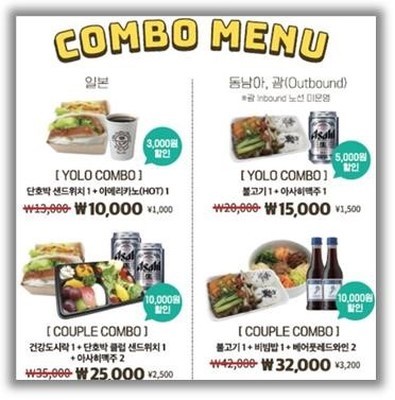 COMBO MENU
일본
3,000원
할인
[ YOLO COMBO ]
단호박 샌드위치 1 + 아메리카노(HOT) 1
₩13,000 ₩10,000 ¥1,000
Asahi
Asahi
10,000원
할인
[ COUPLE COMBO ]
건강도시락 1 + 단호박 클럽 샌드위치 1
+ 아사히맥주 2
₩35,000 ₩25,000 ¥2,500
동남아, 괌(Outbound)
※괌 Inbound 노선 미운영
Asahi
5,000원
할인
[ YOLO COMBO ]
불고기 1 + 아사히맥주 1
₩20,000 ₩15,000 ¥1,500
10,000원
할인
[ COUPLE COMBO ]
불고기 1 + 비빔밥 1 + 베어풋레드와인 2
₩42,000 ₩32,000 ¥3,200